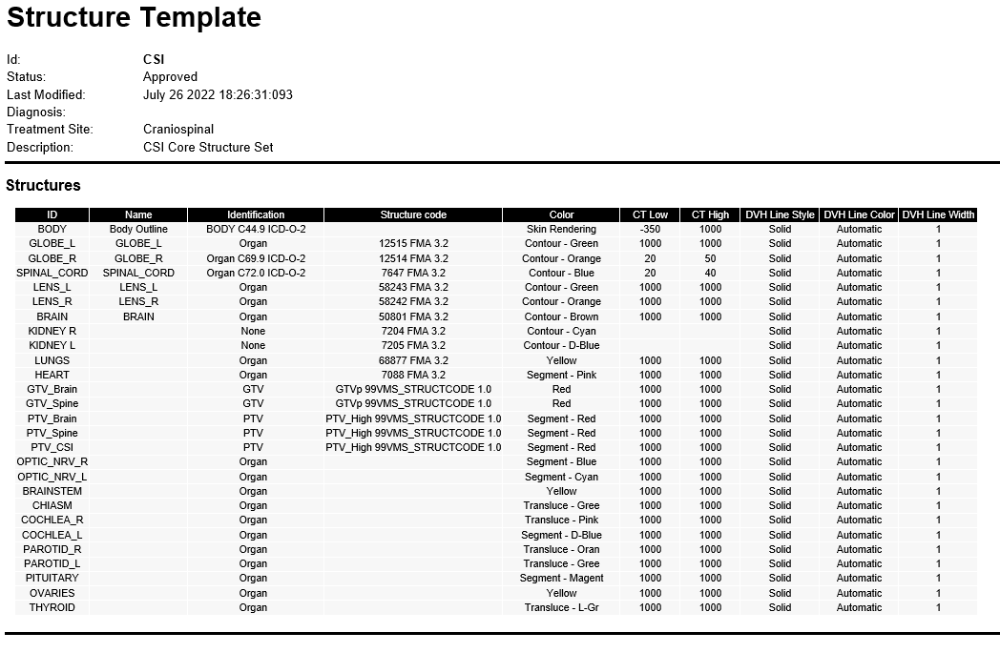 Structure Template
Id: CSI
Status: Approved
Last Modified: July 26 2022 18:26:31:093
Diagnosis:
Treatment Site: Craniospinal
Description: CSI Core Structure Set
Structures
ID Name Identification Structure code Color CT Low CT High DVH Line Style DVH Line Color DVH Line Width
BODY Body Outline BODY C44.9 ICD-O-2 Skin Rendering -350 1000 Solid Automatic 1
GLOBE_L GLOBE_L Organ 12515 FMA 3.2 Contour - Green 1000 1000 Solid Automatic 1
GLOBE_R GLOBE_R Organ C69.9 ICD-O-2 12514 FMA 3.2 Contour - Orange 20 50 Solid Automatic 1
SPINAL_CORD SPINAL_CORD Organ C72.0 ICD-O-2 7647 FMA 3.2 Contour - Blue 20 40 Solid Automatic 1
LENS_L LENS_L Organ 58243 FMA 3.2 Contour - Green 1000 1000 Solid Automatic 1
LENS_R LENS_R Organ 58242 FMA 3.2 Contour - Orange 1000 1000 Solid Automatic 1
BRAIN BRAIN Organ 50801 FMA 3.2 Contour - Brown 1000 1000 Solid Automatic 1
KIDNEY R None 7204 FMA 3.2 Contour - Cyan Solid Automatic 1
KIDNEY L None 7205 FMA 3.2 Contour - D-Blue Solid Automatic 1
LUNGS Organ 68877 FMA 3.2 Yellow 1000 1000 Solid Automatic 1
HEART Organ 7088 FMA 3.2 Segment - Pink 1000 1000 Solid Automatic 1
GTV_Brain GTV GTVp 99VMS_STRUCTCODE 1.0 Red 1000 1000 Solid Automatic 1
GTV_Spine GTV GTVp 99VMS_STRUCTCODE 1.0 Red 1000 1000 Solid Automatic 1
PTV_Brain PTV PTV_High 99VMS_STRUCTCODE 1.0 Segment - Red 1000 1000 Solid Automatic 1
PTV_Spine PTV PTV_High 99VMS_STRUCTCODE 1.0 Segment - Red 1000 1000 Solid Automatic 1
PTV_CSI PTV PTV_High 99VMS_STRUCTCODE 1.0 Segment - Red 1000 1000 Solid Automatic 1
OPTIC_NRV_R Organ Segment - Blue 1000 1000 Solid Automatic 1
OPTIC_NRV_L Organ Segment - Cyan 1000 1000 Solid Automatic 1
BRAINSTEM Organ Yellow 1000 1000 Solid Automatic 1
CHIASM Organ Transluce - Gree 1000 1000 Solid Automatic 1
COCHLEA_R Organ Transluce - Pink 1000 1000 Solid Automatic 1
COCHLEA_L Organ Segment - D-Blue 1000 1000 Solid Automatic 1
PAROTID_R Organ Transluce - Oran 1000 1000 Solid Automatic 1
PAROTID_L Organ Transluce - Gree 1000 1000 Solid Automatic 1
PITUITARY Organ Segment - Magent 1000 1000 Solid Automatic 1
OVARIES Organ Yellow 1000 1000 Solid Automatic 1
THYROID Organ Transluce - L-Gr 1000 1000 Solid Automatic 1